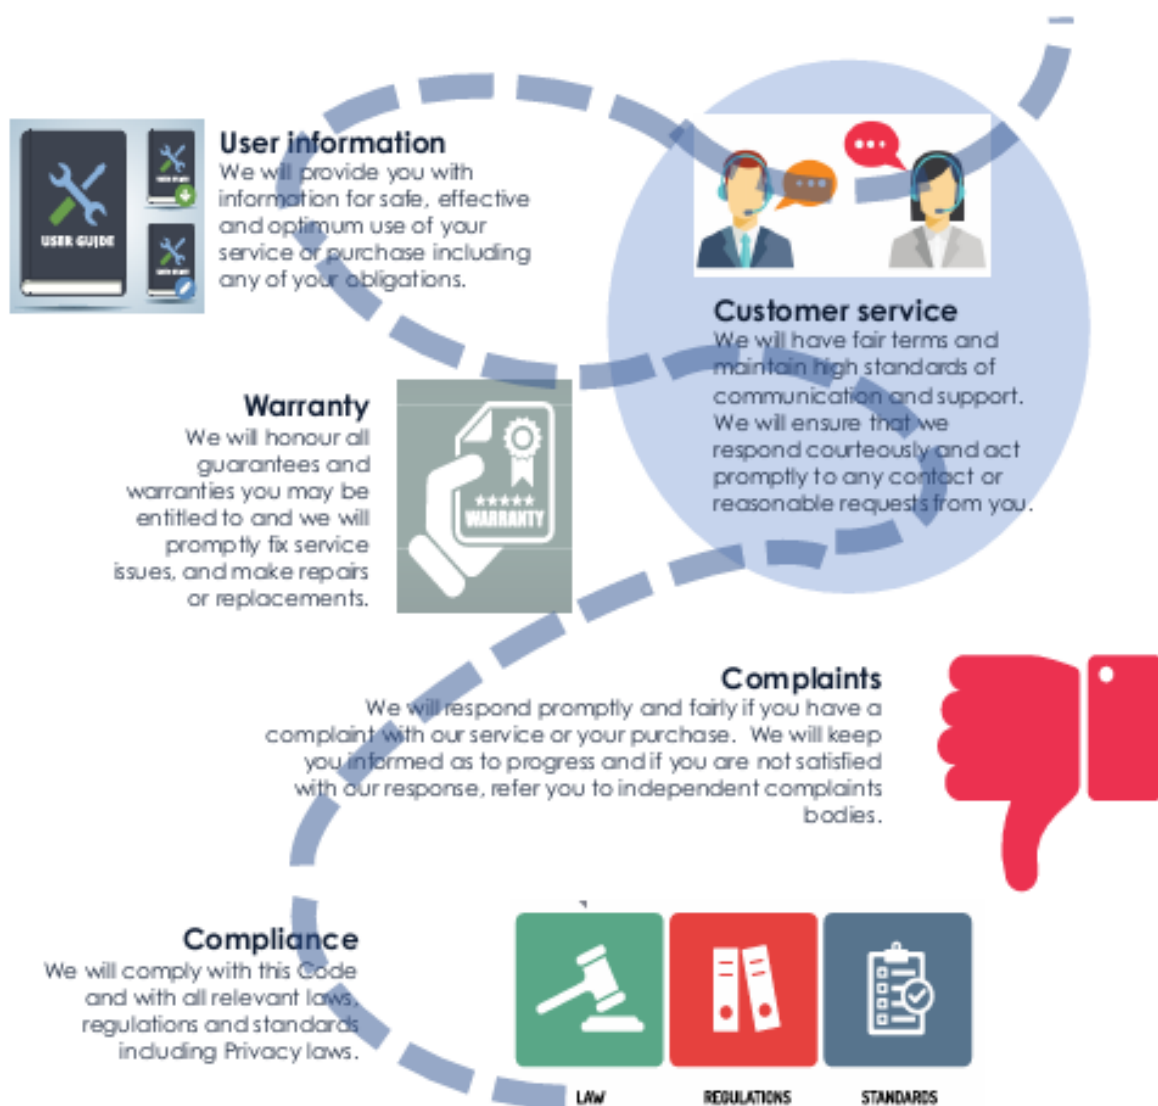 USER GUIDE
User information
We will provide you with
information for safe, effective
and optimum use of your
service or purchase including
any of your obligations.
Customer service
We will have fair terms and
maintain high standards of
communication and support.
We will ensure that we
respond courteously and act
promptly to any contact or
reasonable requests from you.
Warranty
We will honour all
guarantees and
warranties you may be
entitled to and we will
promptly fix service
issues, and make repairs
or replacements.
WARRANTY
Complaints
We will respond promptly and fairly if you have a
complaint with our service or your purchase.  We will keep
you informed as to progress and if you are not satisfied
with our response, refer you to independent complaints
bodies.
Compliance
We will comply with this Code
and with all relevant laws,
regulations and standards
including Privacy laws.
LAW
REGULATIONS
STANDARDS